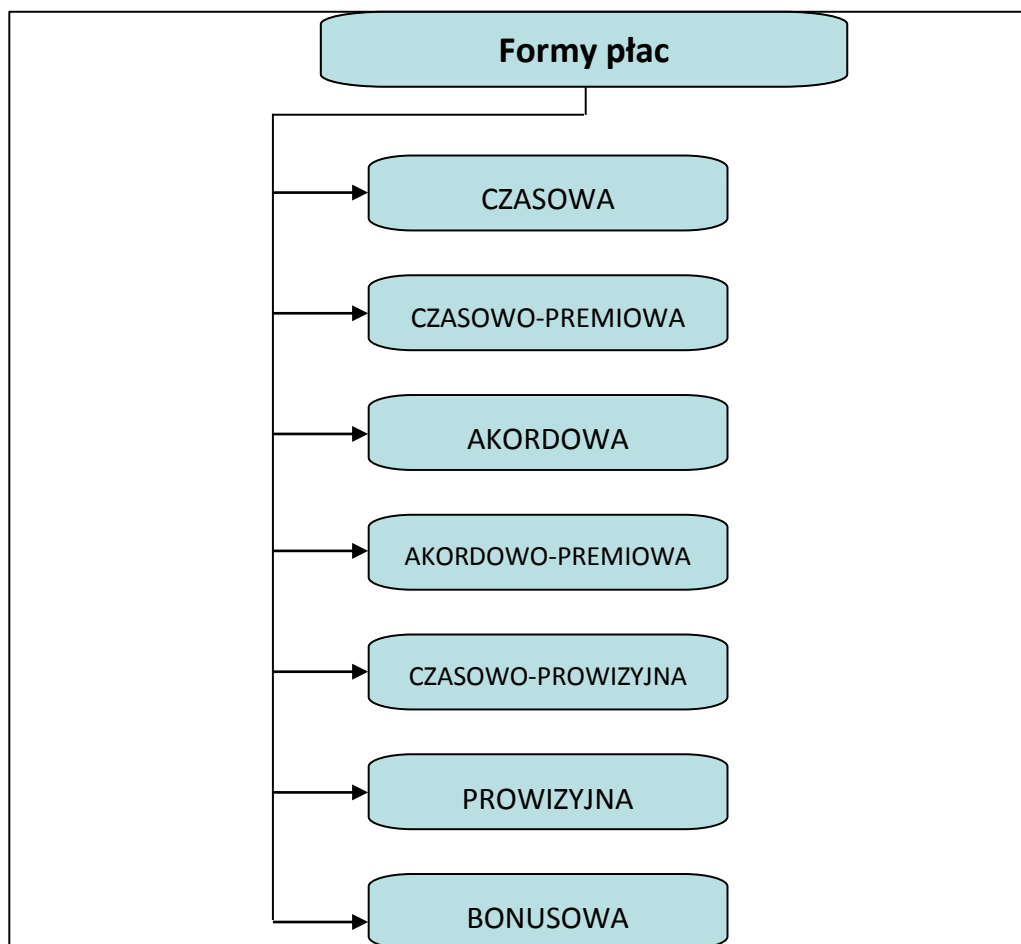 Formy płac
CZASOWA
CZASOWO-PREMIOWA
AKORDOWA
AKORDOWO-PREMIOWA
CZASOWO-PROWIZYJNA
PROWIZYJNA
BONUSOWA